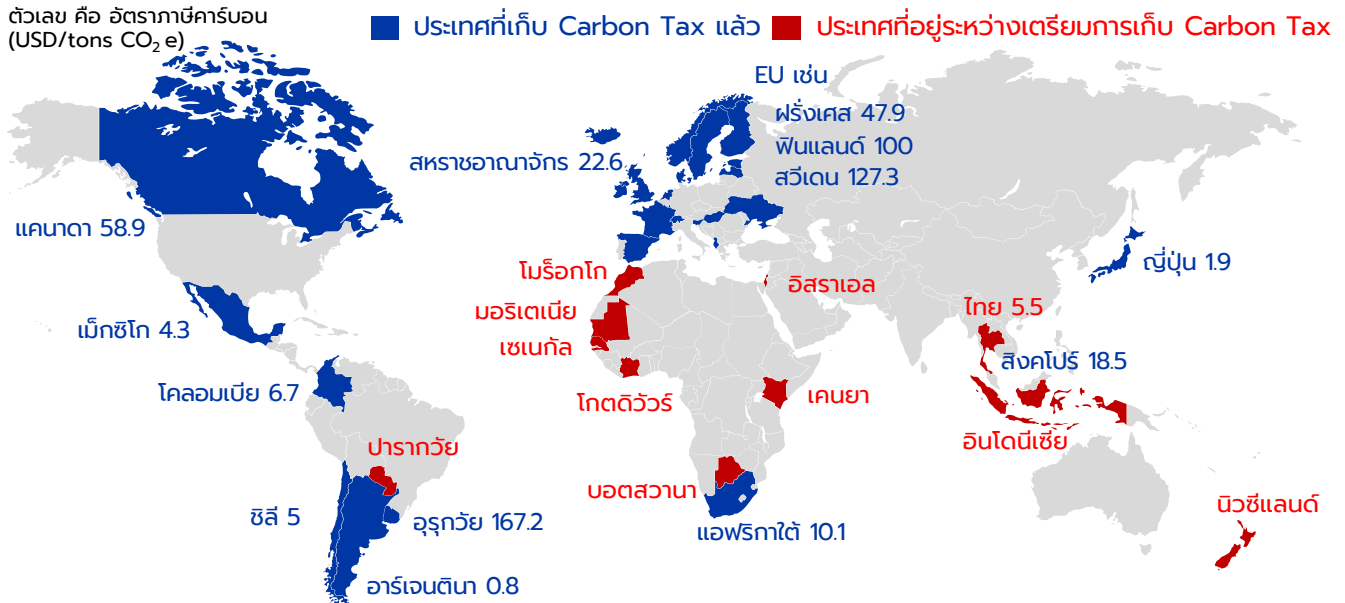 ตัวเลข คือ อัตราภาษีคาร์บอน
(USD/tons CO₂ e)
ประเทศที่เก็บ Carbon Tax แล้ว
ประเทศที่อยู่ระหว่างเตรียมการเก็บ Carbon Tax
EU เช่น
ฝรั่งเศส 47.9
ฟินแลนด์ 100
สวีเดน 127.3
สหราชอาณาจักร 22.6
แคนาดา 58.9
ญี่ปุ่น 1.9
โมร็อกโก
อิสราเอล
มอริเตเนีย
ไทย 5.5
เม็กซิโก 4.3
เซเนกัล
สิงคโปร์ 18.5
โคลอมเบีย 6.7
โกตดิวัวร์
เคนยา
อินโดนีเซีย
ปารากวัย
บอตสวานา
นิวซีแลนด์
ชิลี 5
อุรุกวัย 167.2
แอฟริกาใต้ 10.1
อาร์เจนตินา 0.8